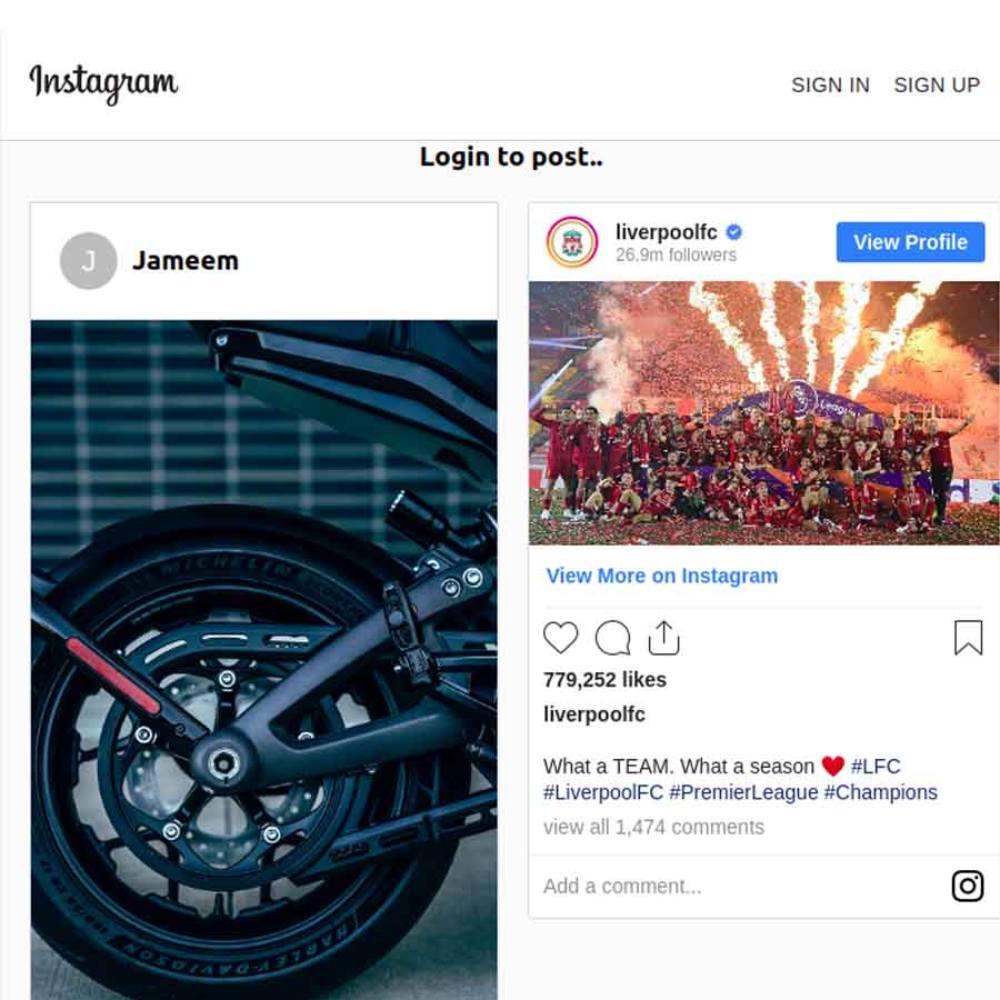 Instagram
SIGN IN SIGN UP
Login to post..
J
Jameem
MICHELIN
HARLEY-DAVIDSON
liverpoolfc
26.9m followers
View Profile
League
View More on Instagram
779,252 likes
liverpoolfc
What a TEAM. What a season ❤️ #LFC
#LiverpoolFC #PremierLeague #Champions
view all 1,474 comments
Add a comment...